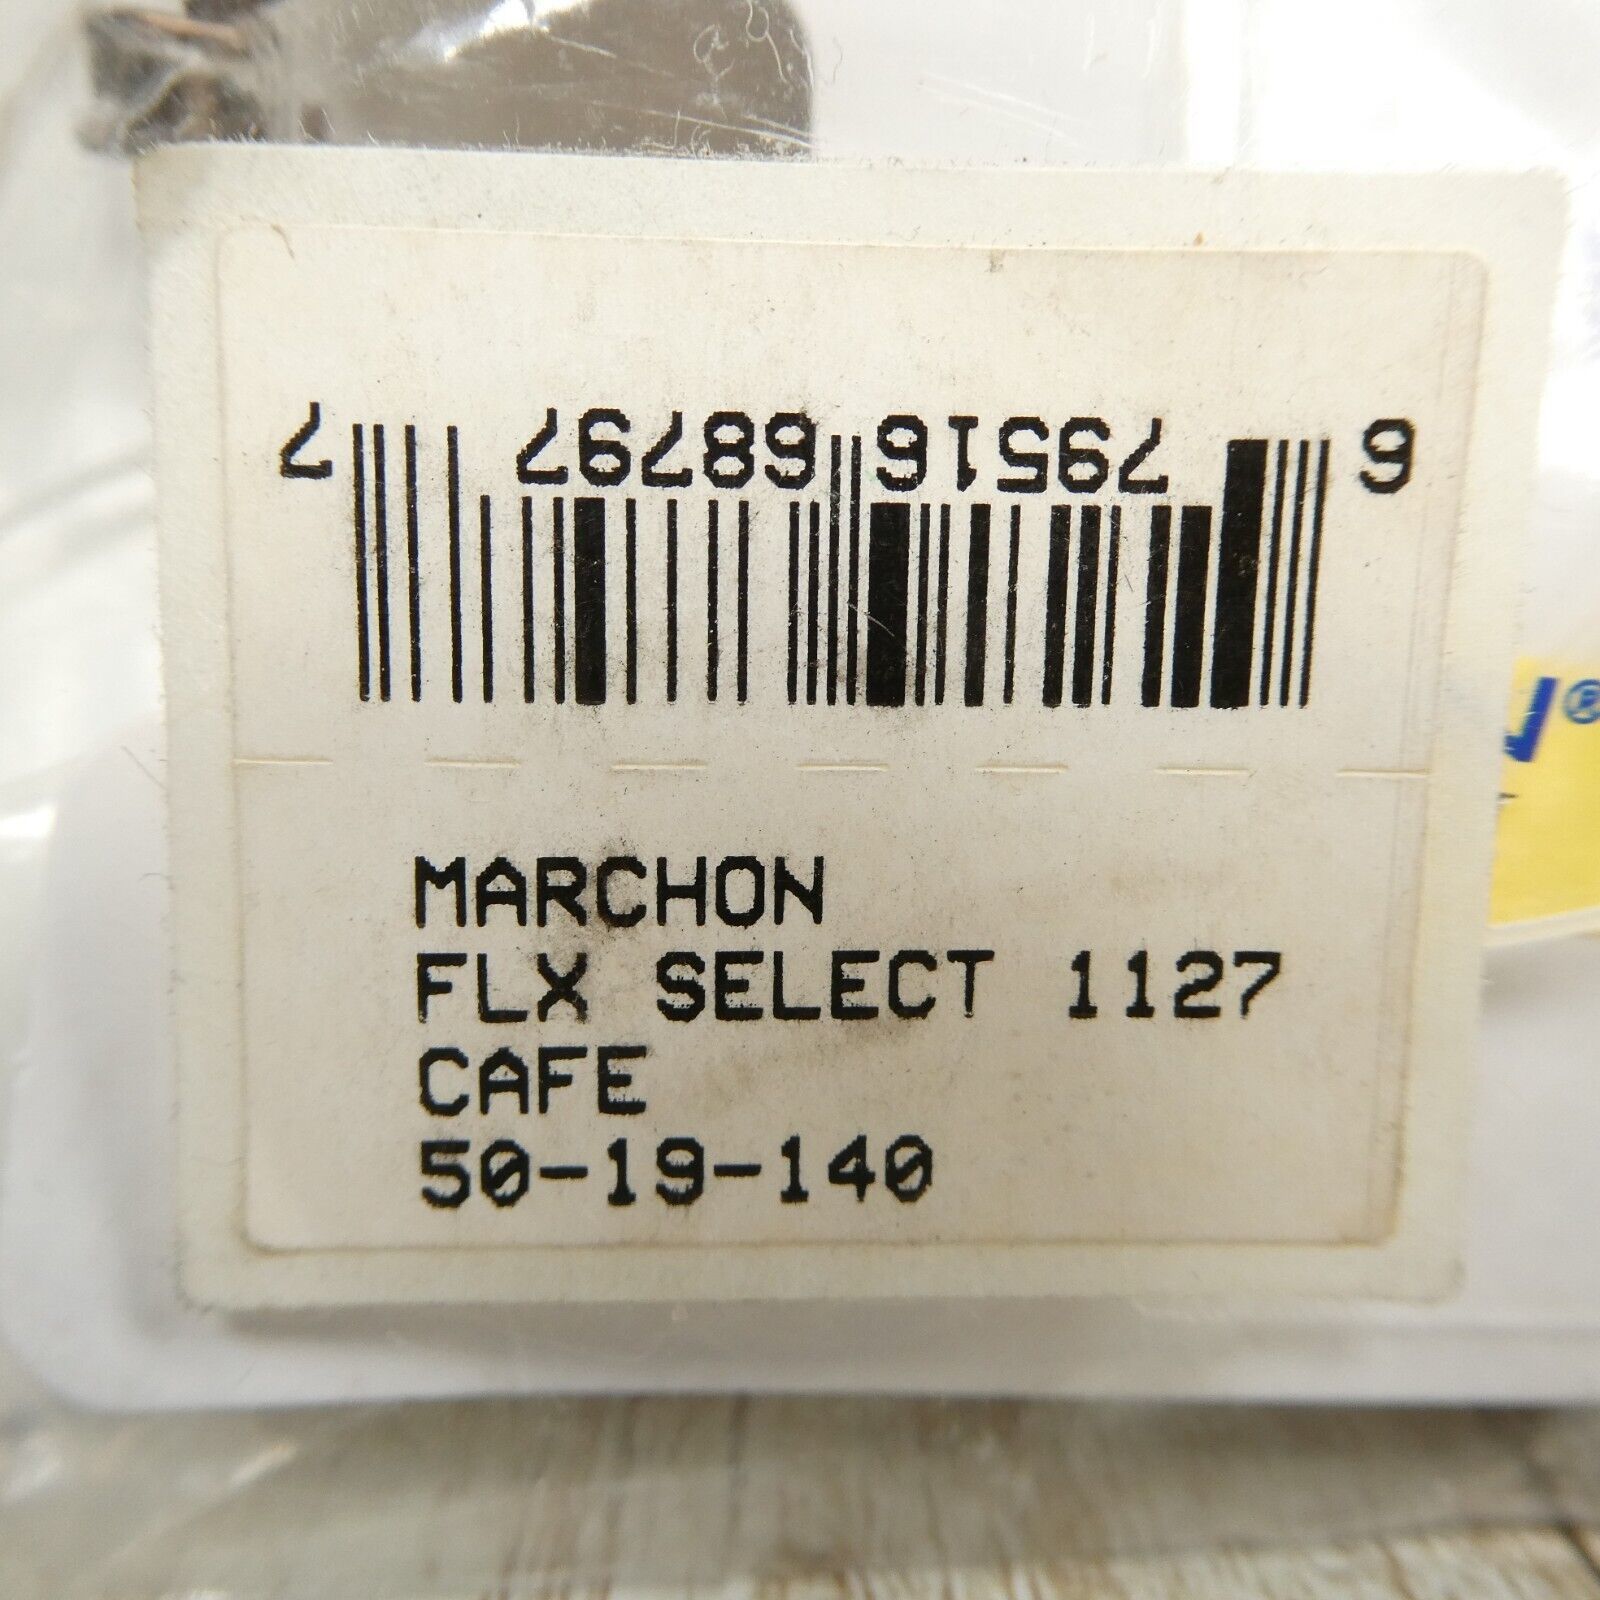 6 79516 68797 7
MARCHON
FLX SELECT 1127
CAFE
50-19-140
N®